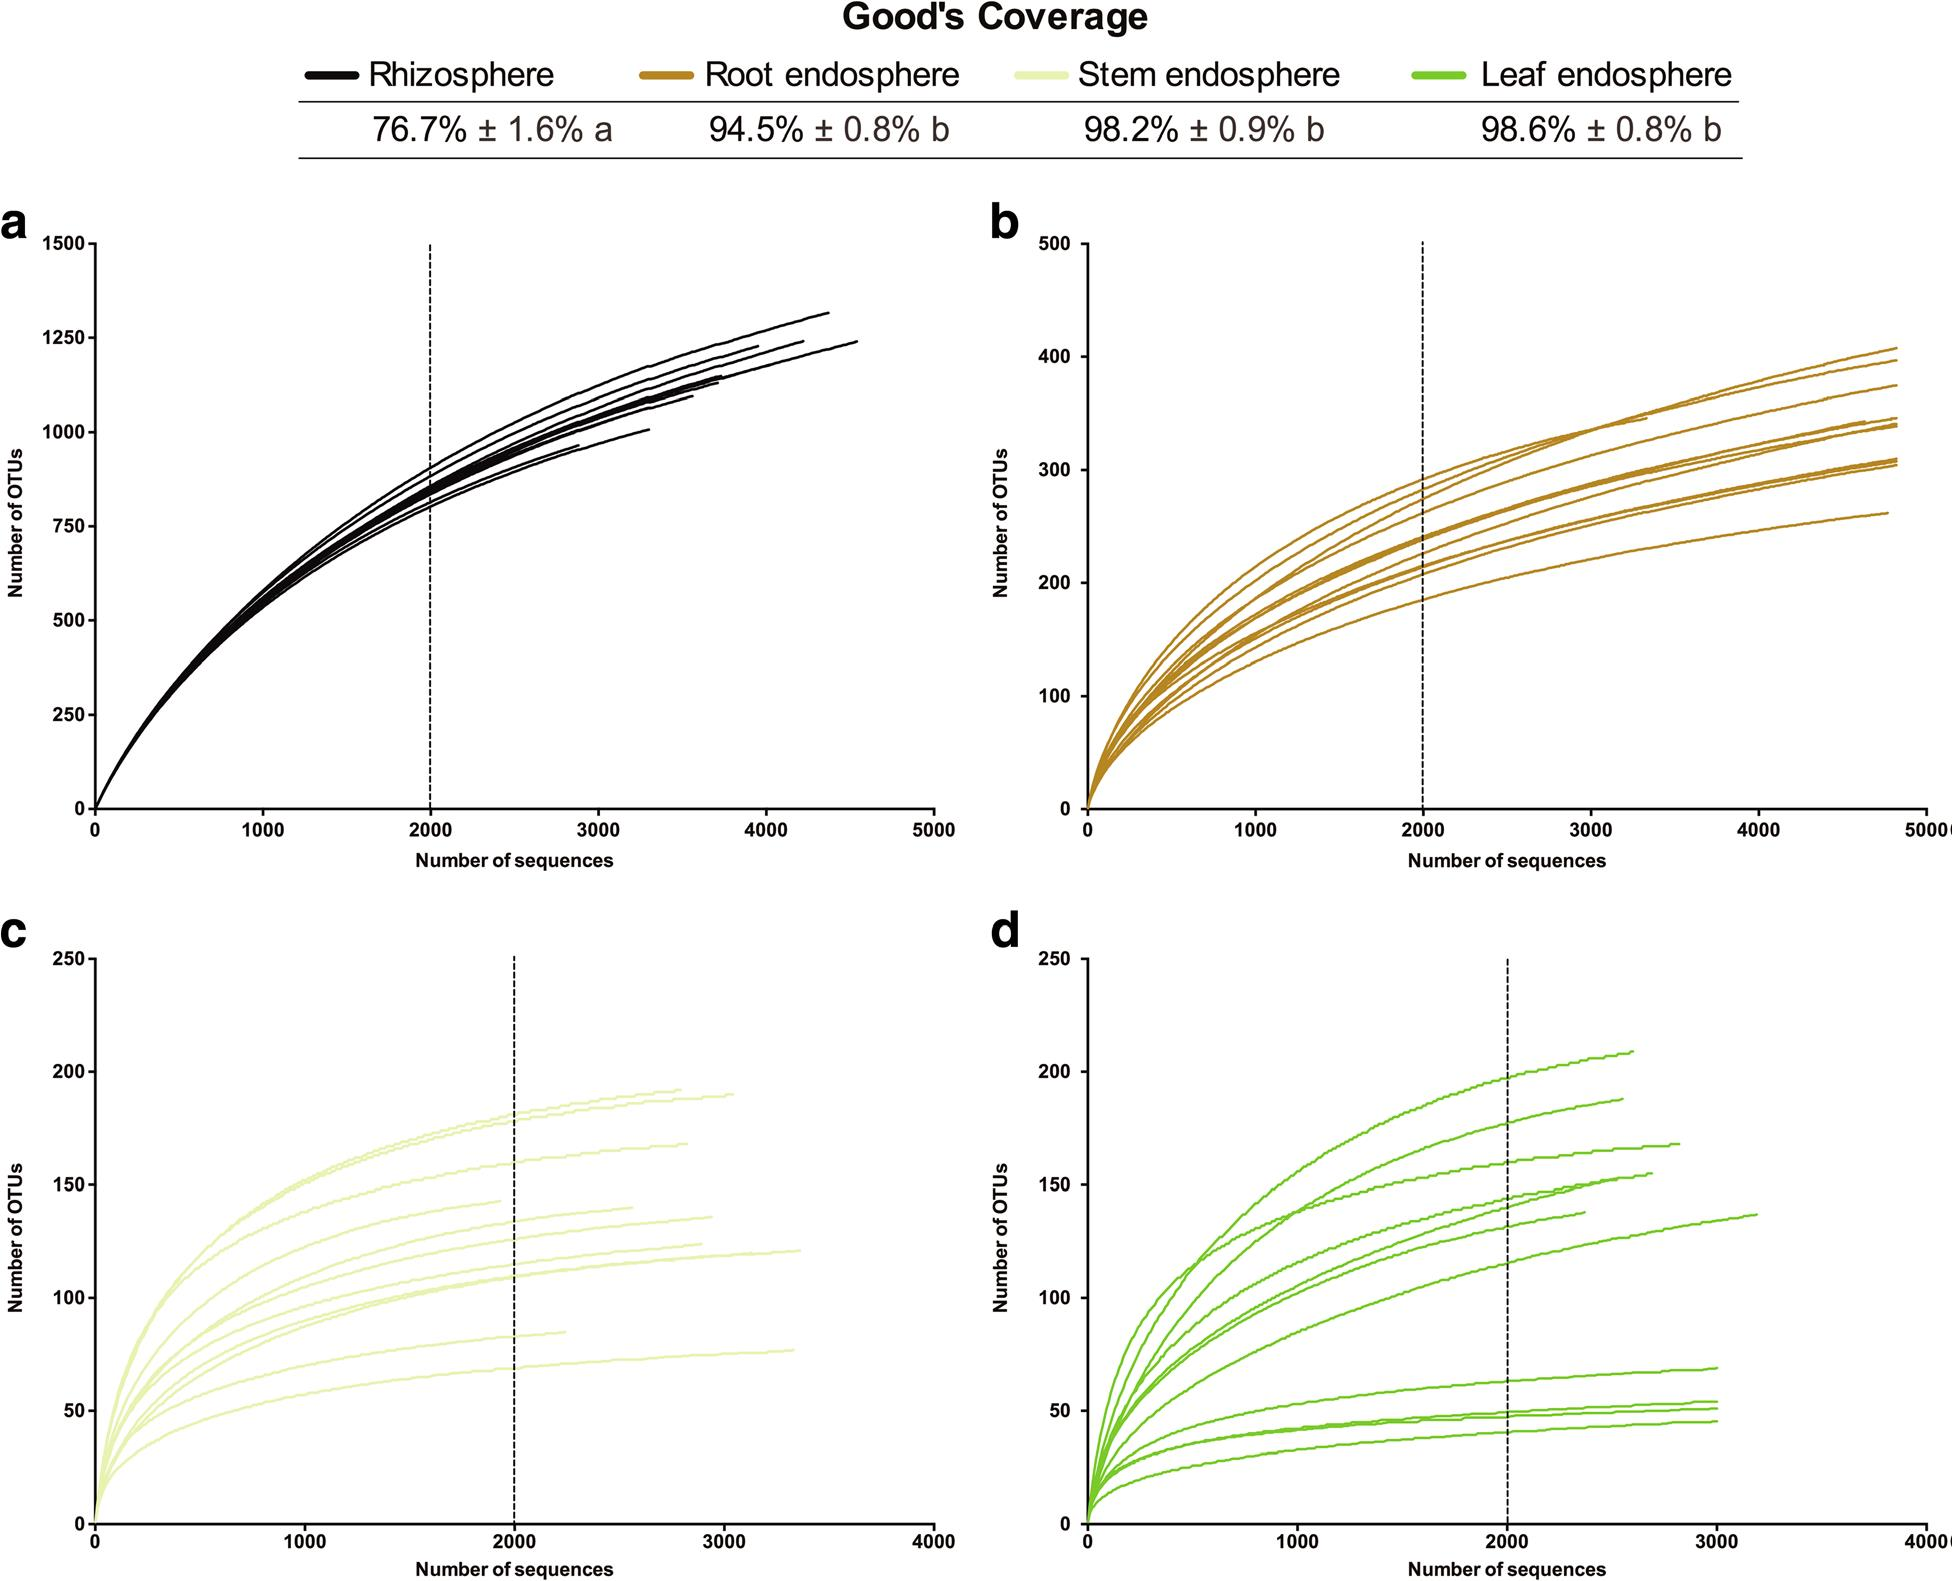 Good's Coverage
Rhizosphere Root endosphere Stem endosphere Leaf endosphere
76.7% ± 1.6% a 94.5% ± 0.8% b 98.2% ± 0.9% b 98.6% ± 0.8% b
a
1500
1250
1000
750
500
250
0
Number of OTUs
0 1000 2000 3000 4000 5000
Number of sequences
b
500
400
300
200
100
0
Number of OTUs
0 1000 2000 3000 4000 5000
Number of sequences
c
250
200
150
100
50
0
Number of OTUs
0 1000 2000 3000 4000
Number of sequences
d
250
200
150
100
50
0
Number of OTUs
0 1000 2000 3000 4000
Number of sequences